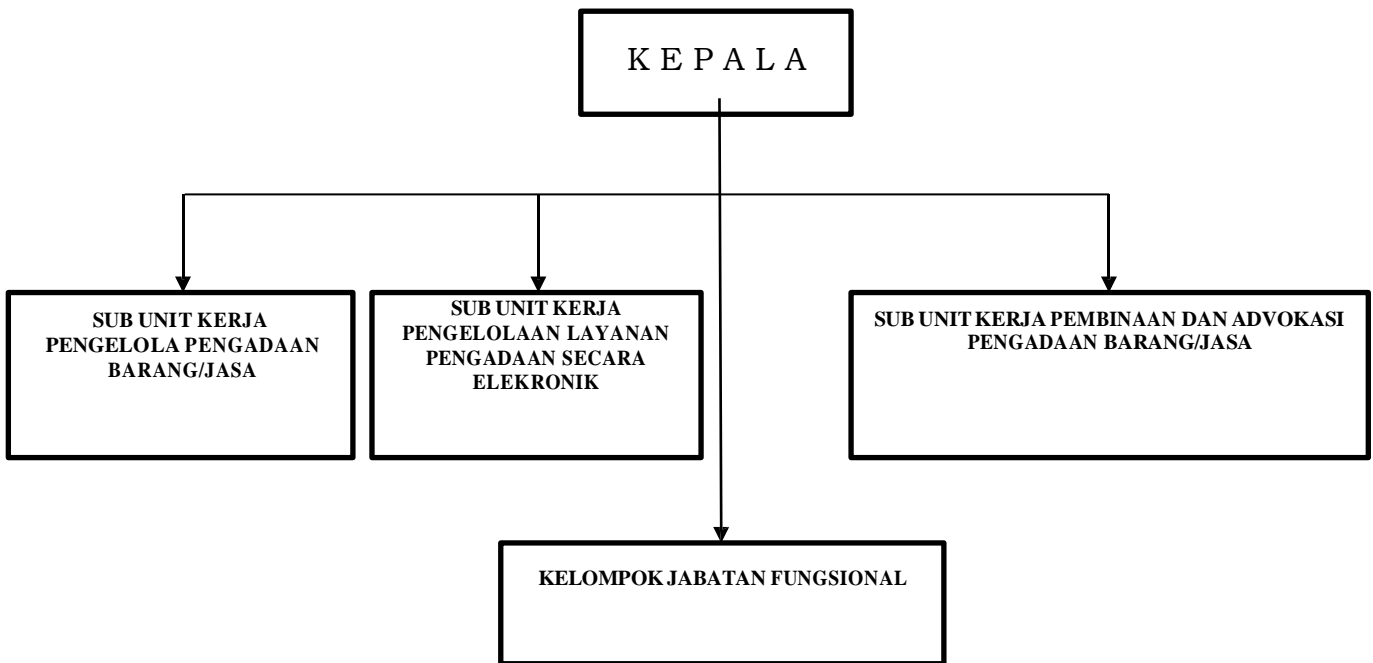 K E P A L A
SUB UNIT KERJA
PENGELOLA PENGADAAN
BARANG/JASA
SUB UNIT KERJA
PENGELOLAAN LAYANAN
PENGADAAN SECARA
ELEKRONIK
SUB UNIT KERJA PEMBINAAN DAN ADVOKASI
PENGADAAN BARANG/JASA
KELOMPOK JABATAN FUNGSIONAL